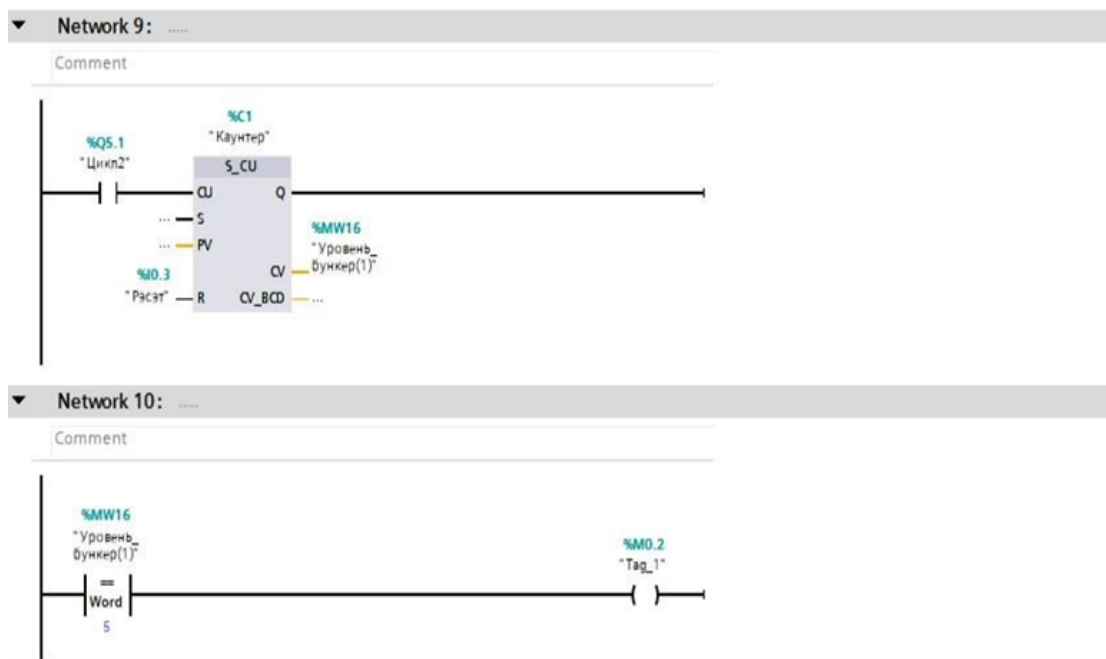 Network 9: .....
Comment
%C1
"Каунтер"
%Q5.1
"Цикл2"
S_CU
CU Q
... S
%MW16
"Уровень_
бункер(1)"
... PV
CV
%I0.3
"Рэсэт" R CV_BCD ...
Network 10: .....
Comment
%MW16
"Уровень_
бункер(1)"
%M0.2
"Tag_1"
==
Word
5